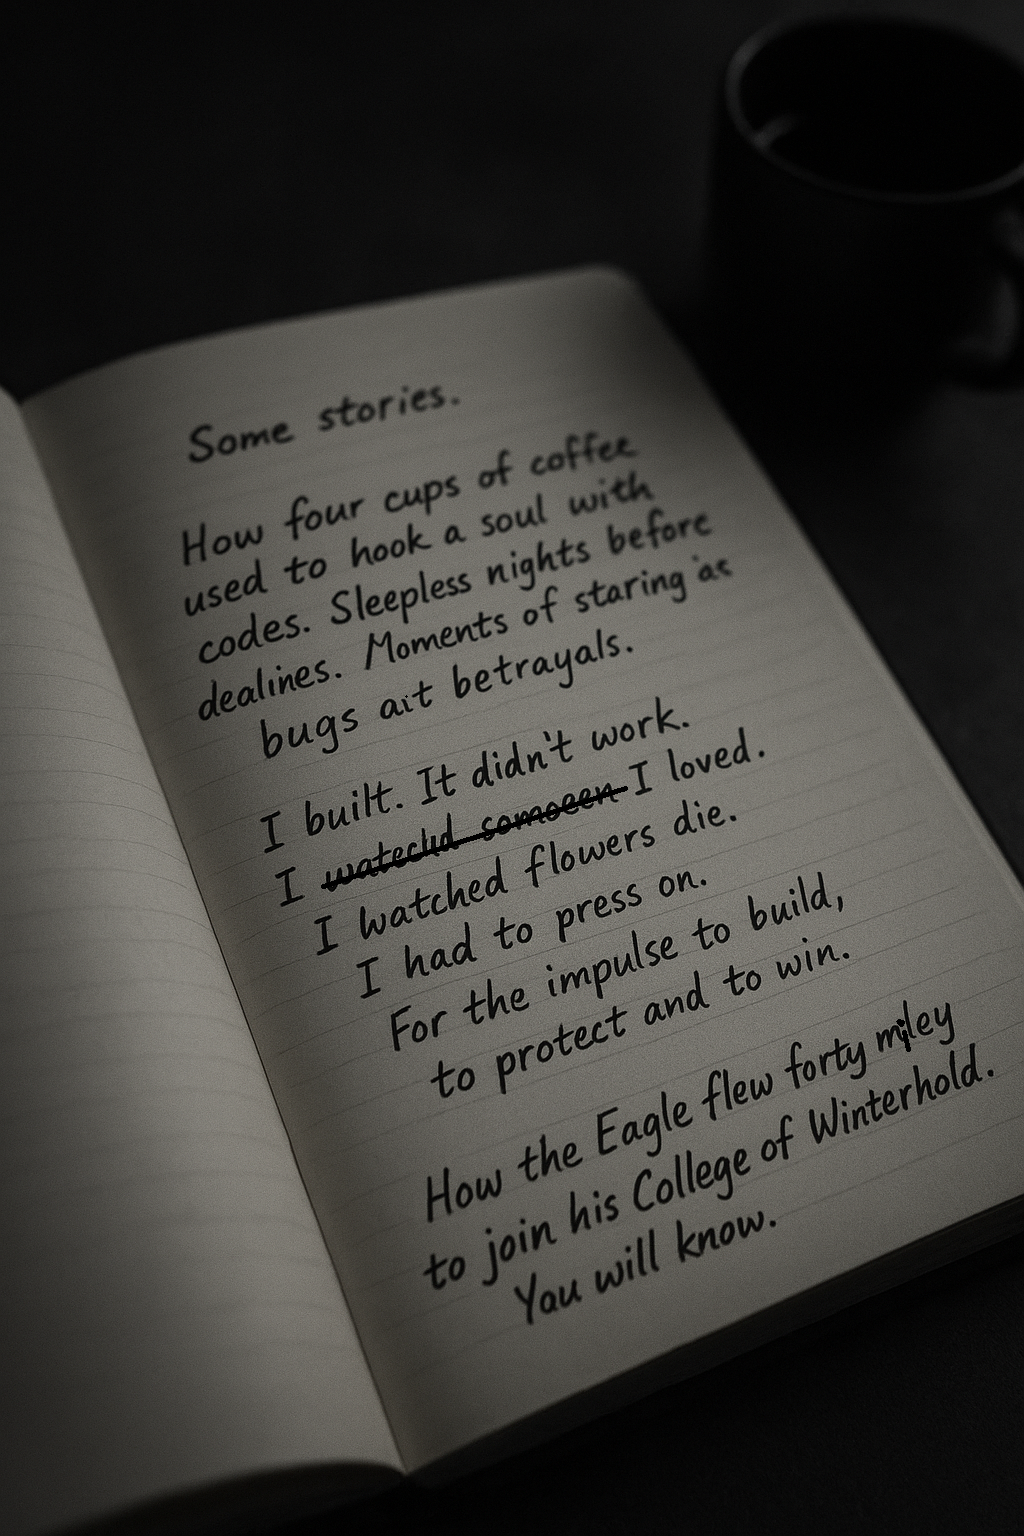 Some stories.
How four cups of coffee
used to hook a soul with
codes. Sleepless nights before
dealines. Moments of staring as
bugs ait betrayals.
I built. It didn't work.
I I loved.
I watched flowers die.
I had to press on.
For the impulse to build,
to protect and to win.
How the Eagle flew forty miley
to join his College of Winterhold.
You will know.